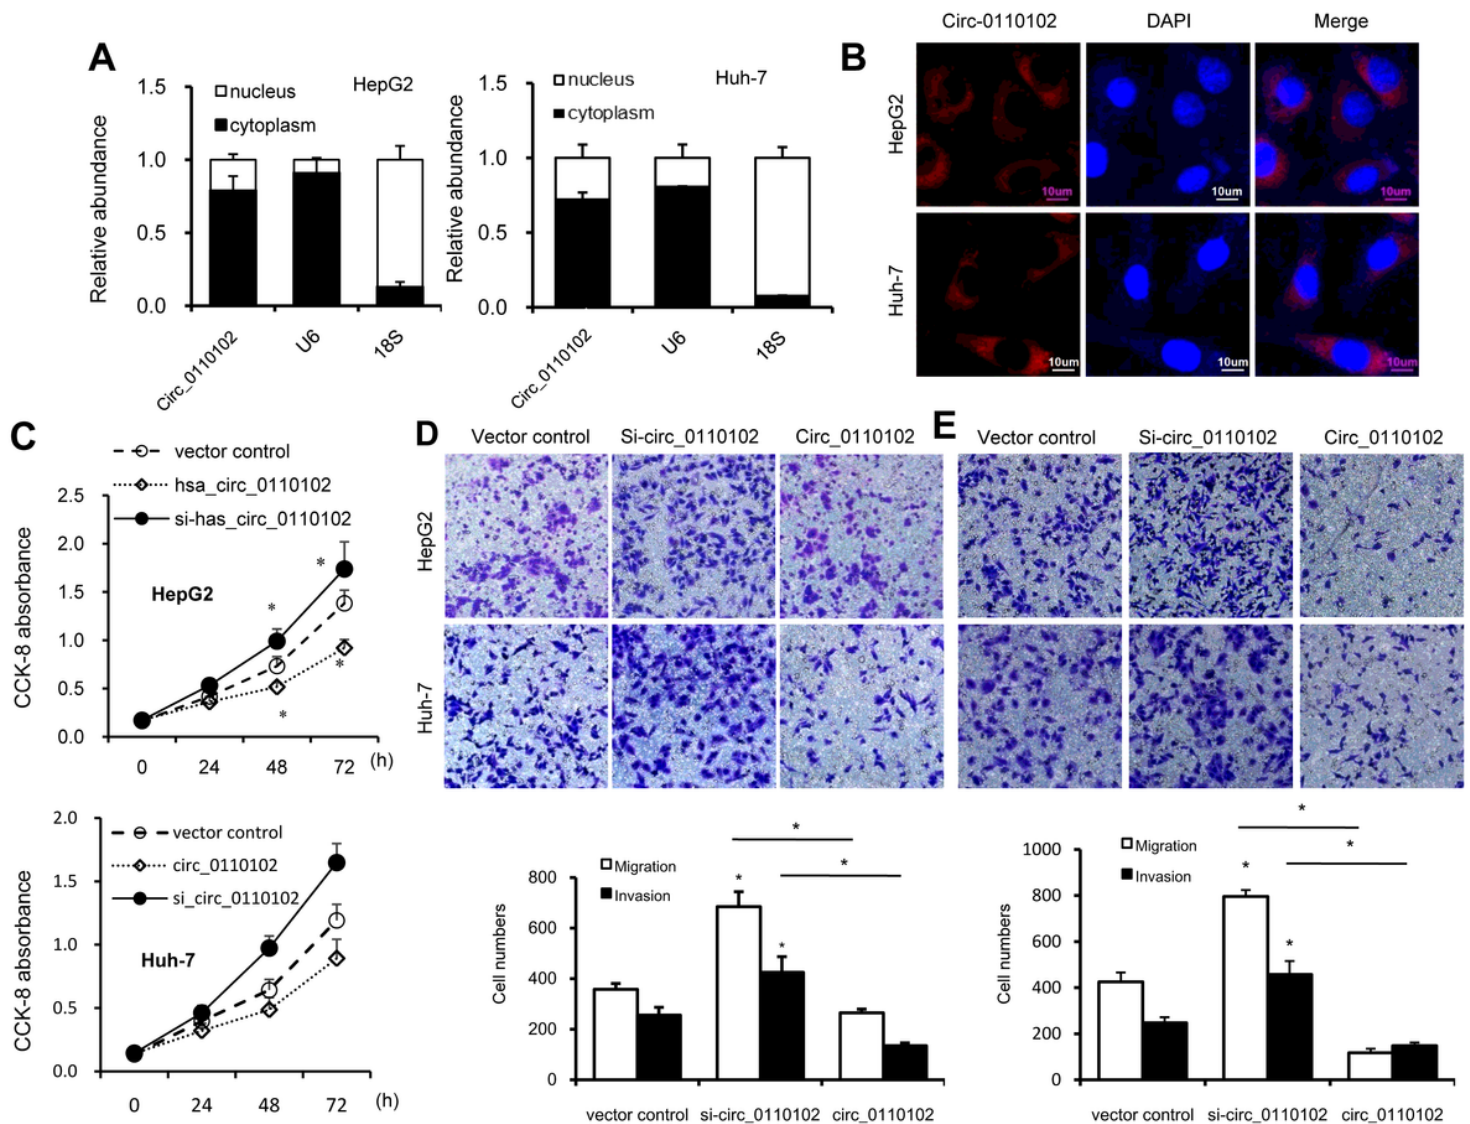 A
1.5
1.0
0.5
0.0
Relative abundance
nucleus
cytoplasm
HepG2
Circ_0110102
U6
18S
1.5
1.0
0.5
0.0
Relative abundance
nucleus
cytoplasm
Huh-7
Circ_0110102
U6
18S
B
Circ-0110102
DAPI
Merge
HepG2
10um
10um
10um
Huh-7
10um
10um
10um
C
vector control
hsa_circ_0110102
si-has_circ_0110102
2.5
2.0
1.5
1.0
0.5
0.0
CCK-8 absorbance
HepG2
*
*
*
*
0
24
48
72
(h)
2.0
1.5
1.0
0.5
0.0
CCK-8 absorbance
vector control
circ_0110102
si_circ_0110102
Huh-7
0
24
48
72
(h)
D
Vector control
Si-circ_0110102
Circ_0110102
HepG2
Huh-7
Migration
Invasion
*
*
*
*
800
600
400
200
0
Cell numbers
vector control
si-circ_0110102
circ_0110102
E
Vector control
Si-circ_0110102
Circ_0110102
Migration
Invasion
*
*
*
*
1000
800
600
400
200
0
Cell numbers
vector control
si-circ_0110102
circ_0110102